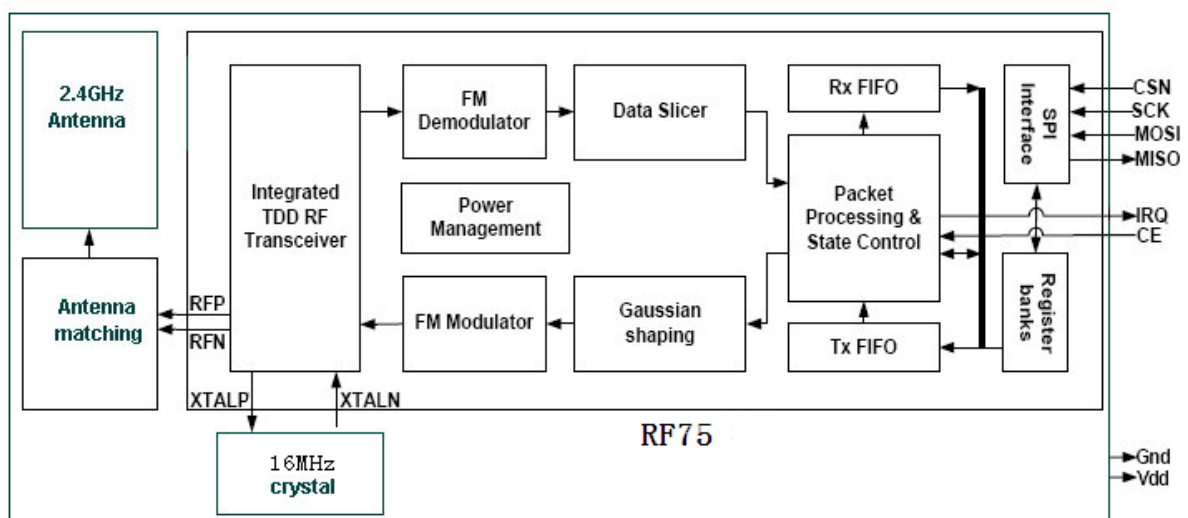 2.4GHz
Antenna
Antenna
matching
RFP
RFN
Integrated
TDD RF
Transceiver
XTALP
XTALN
16MHz
crystal
FM
Demodulator
Data Slicer
Power
Management
FM Modulator
Gaussian
shaping
Rx FIFO
Packet
Processing &
State Control
Tx FIFO
SPI
Interface
Register
banks
CSN
SCK
MOSI
MISO
IRQ
CE
RF75
Gnd
Vdd